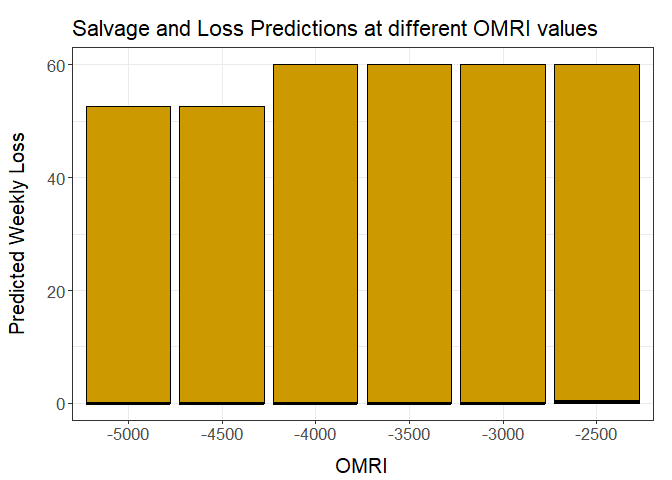 Salvage and Loss Predictions at different OMRI values
Predicted Weekly Loss
60
40
20
0
-5000 -4500 -4000 -3500 -3000 -2500
OMRI